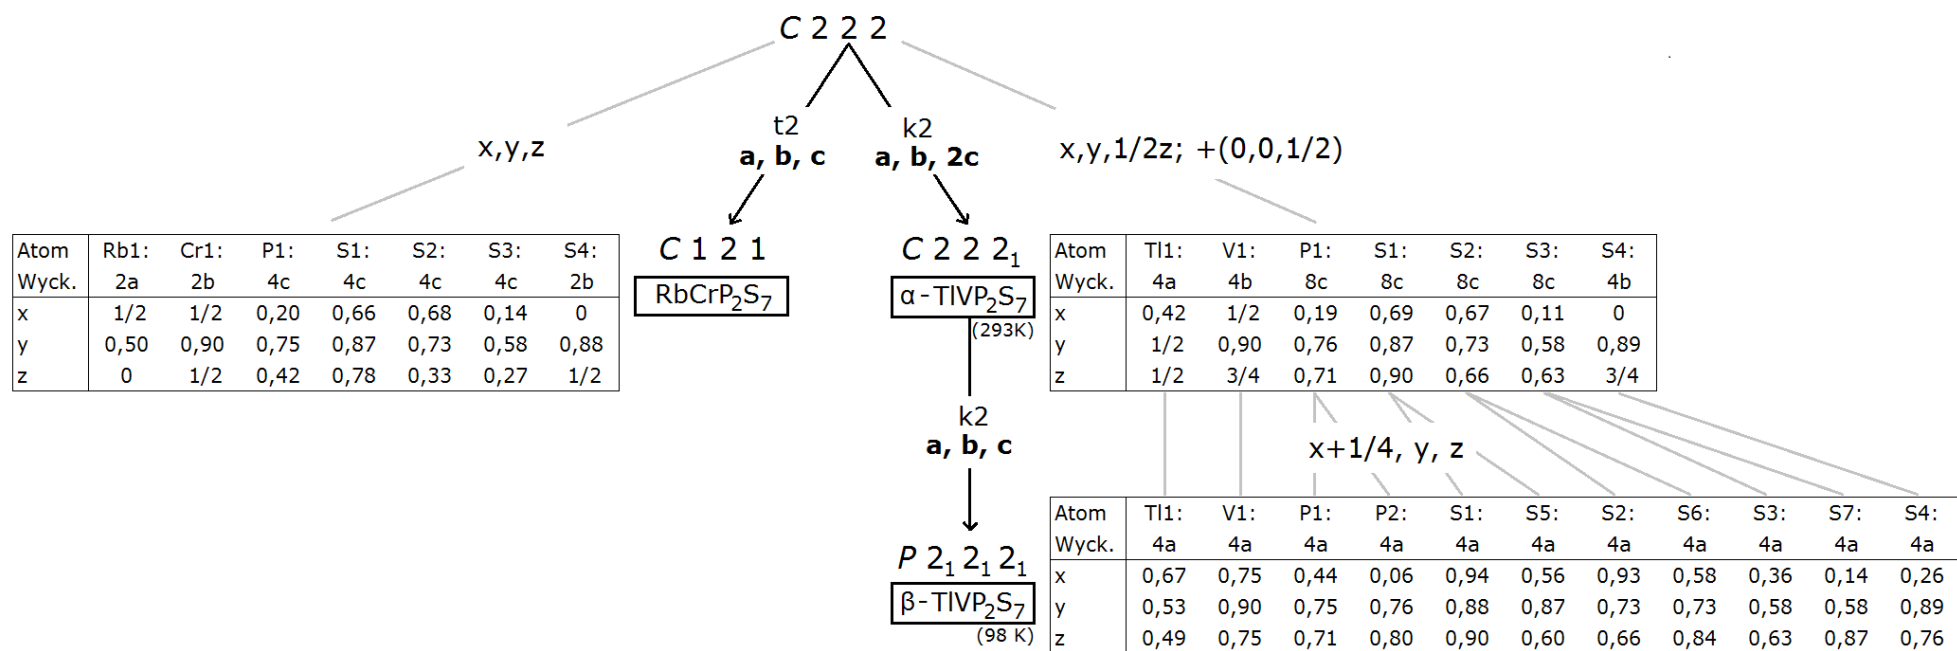 C 2 2 2
t2
a, b, c
k2
a, b, 2c
x,y,z
x,y,1/2z; +(0,0,1/2)
Atom Rb1: Cr1: P1: S1: S2: S3: S4:
Wyck. 2a 2b 4c 4c 4c 4c 2b
x 1/2 1/2 0,20 0,66 0,68 0,14 0
y 0,50 0,90 0,75 0,87 0,73 0,58 0,88
z 0 1/2 0,42 0,78 0,33 0,27 1/2
C 1 2 1
RbCrP₂S₇
C 2 2 2₁
α-TlVP₂S₇
(293K)
Atom Tl1: V1: P1: S1: S2: S3: S4:
Wyck. 4a 4b 8c 8c 8c 8c 4b
x 0,42 1/2 0,19 0,69 0,67 0,11 0
y 1/2 0,90 0,76 0,87 0,73 0,58 0,89
z 1/2 3/4 0,71 0,90 0,66 0,63 3/4
k2
a, b, c
x+1/4, y, z
P 2₁ 2₁ 2₁
β-TlVP₂S₇
(98 K)
Atom Tl1: V1: P1: P2: S1: S5: S2: S6: S3: S7: S4:
Wyck. 4a 4a 4a 4a 4a 4a 4a 4a 4a 4a 4a
x 0,67 0,75 0,44 0,06 0,94 0,56 0,93 0,58 0,36 0,14 0,26
y 0,53 0,90 0,75 0,76 0,88 0,87 0,73 0,73 0,58 0,58 0,89
z 0,49 0,75 0,71 0,80 0,90 0,60 0,66 0,84 0,63 0,87 0,76